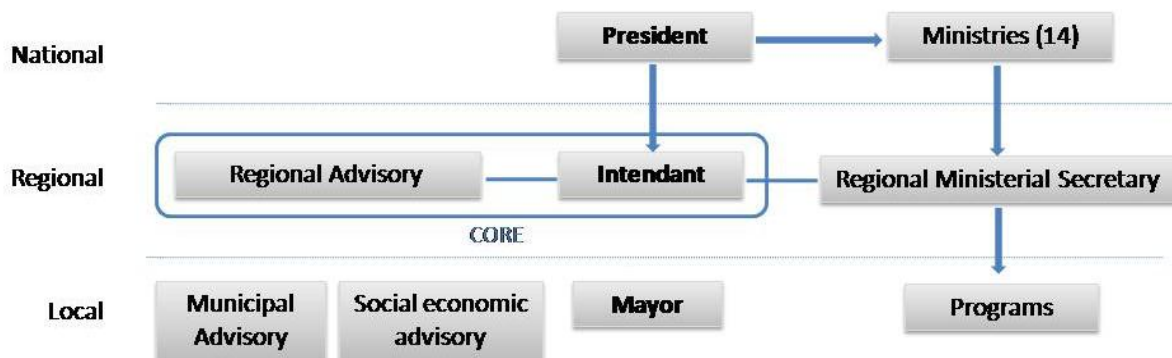 National
President
Ministries (14)
Regional
Regional Advisory
Intendant
Regional Ministerial Secretary
CORE
Local
Municipal
Advisory
Social economic
advisory
Mayor
Programs